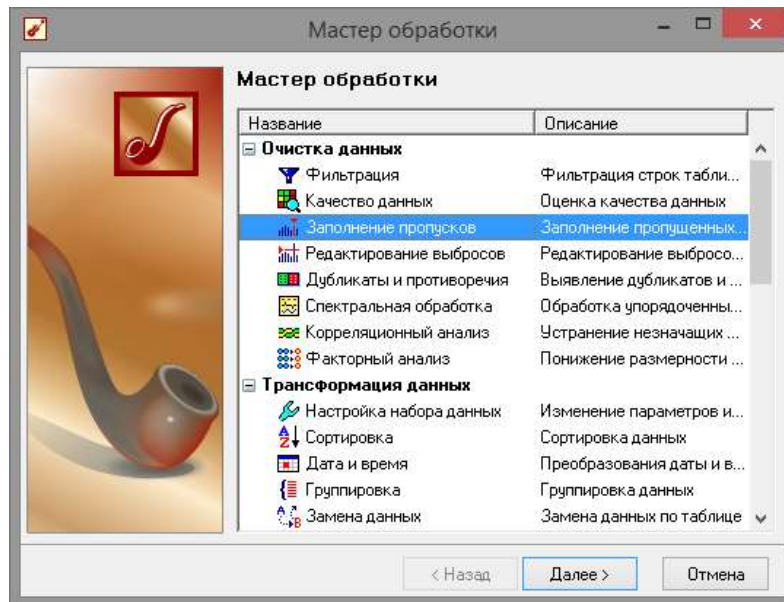 Мастер обработки
Мастер обработки
Название Описание
Очистка данных
Фильтрация Фильтрация строк табли...
Качество данных Оценка качества данных
Заполнение пропусков Заполнение пропущенных...
Редактирование выбросов Редактирование выбросо...
Дубликаты и противоречия Выявление дубликатов и ...
Спектральная обработка Обработка упорядоченны...
Корреляционный анализ Устранение незначащих ...
Факторный анализ Понижение размерности ...
Трансформация данных
Настройка набора данных Изменение параметров и...
Сортировка Сортировка данных
Дата и время Преобразования даты и в...
Группировка Группировка данных
Замена данных Замена данных по таблице
< Назад Далее > Отмена